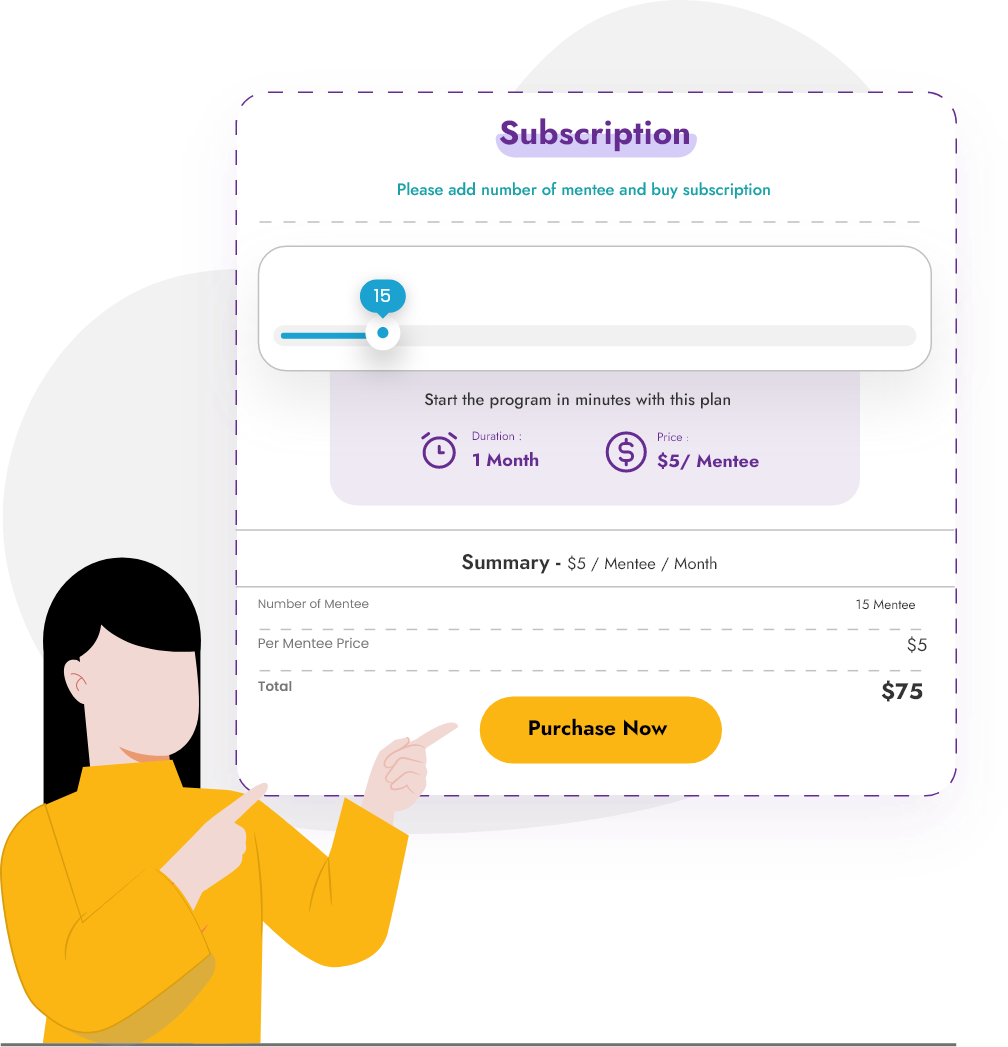 Subscription
Please add number of mentee and buy subscription
15
Start the program in minutes with this plan
Duration :
1 Month
Price :
$5/ Mentee
Summary - $5 / Mentee / Month
Number of Mentee 15 Mentee
Per Mentee Price $5
Total $75
Purchase Now